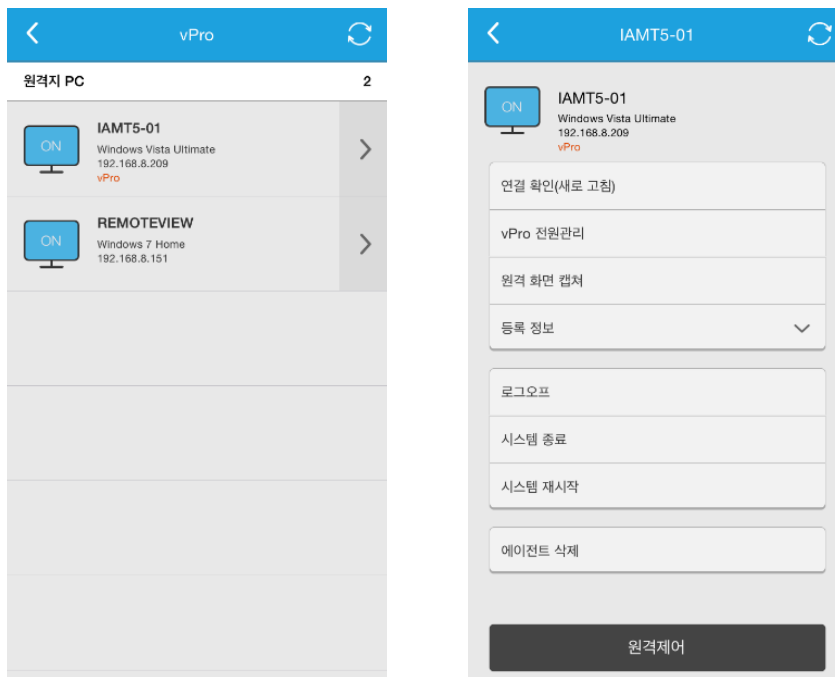 vPro
원격지 PC 2
ON
IAMT5-01
Windows Vista Ultimate
192.168.8.209
vPro
ON
REMOTEVIEW
Windows 7 Home
192.168.8.151
IAMT5-01
ON
IAMT5-01
Windows Vista Ultimate
192.168.8.209
vPro
연결 확인(새로 고침)
vPro 전원관리
원격 화면 캡쳐
등록 정보
로그오프
시스템 종료
시스템 재시작
에이전트 삭제
원격제어